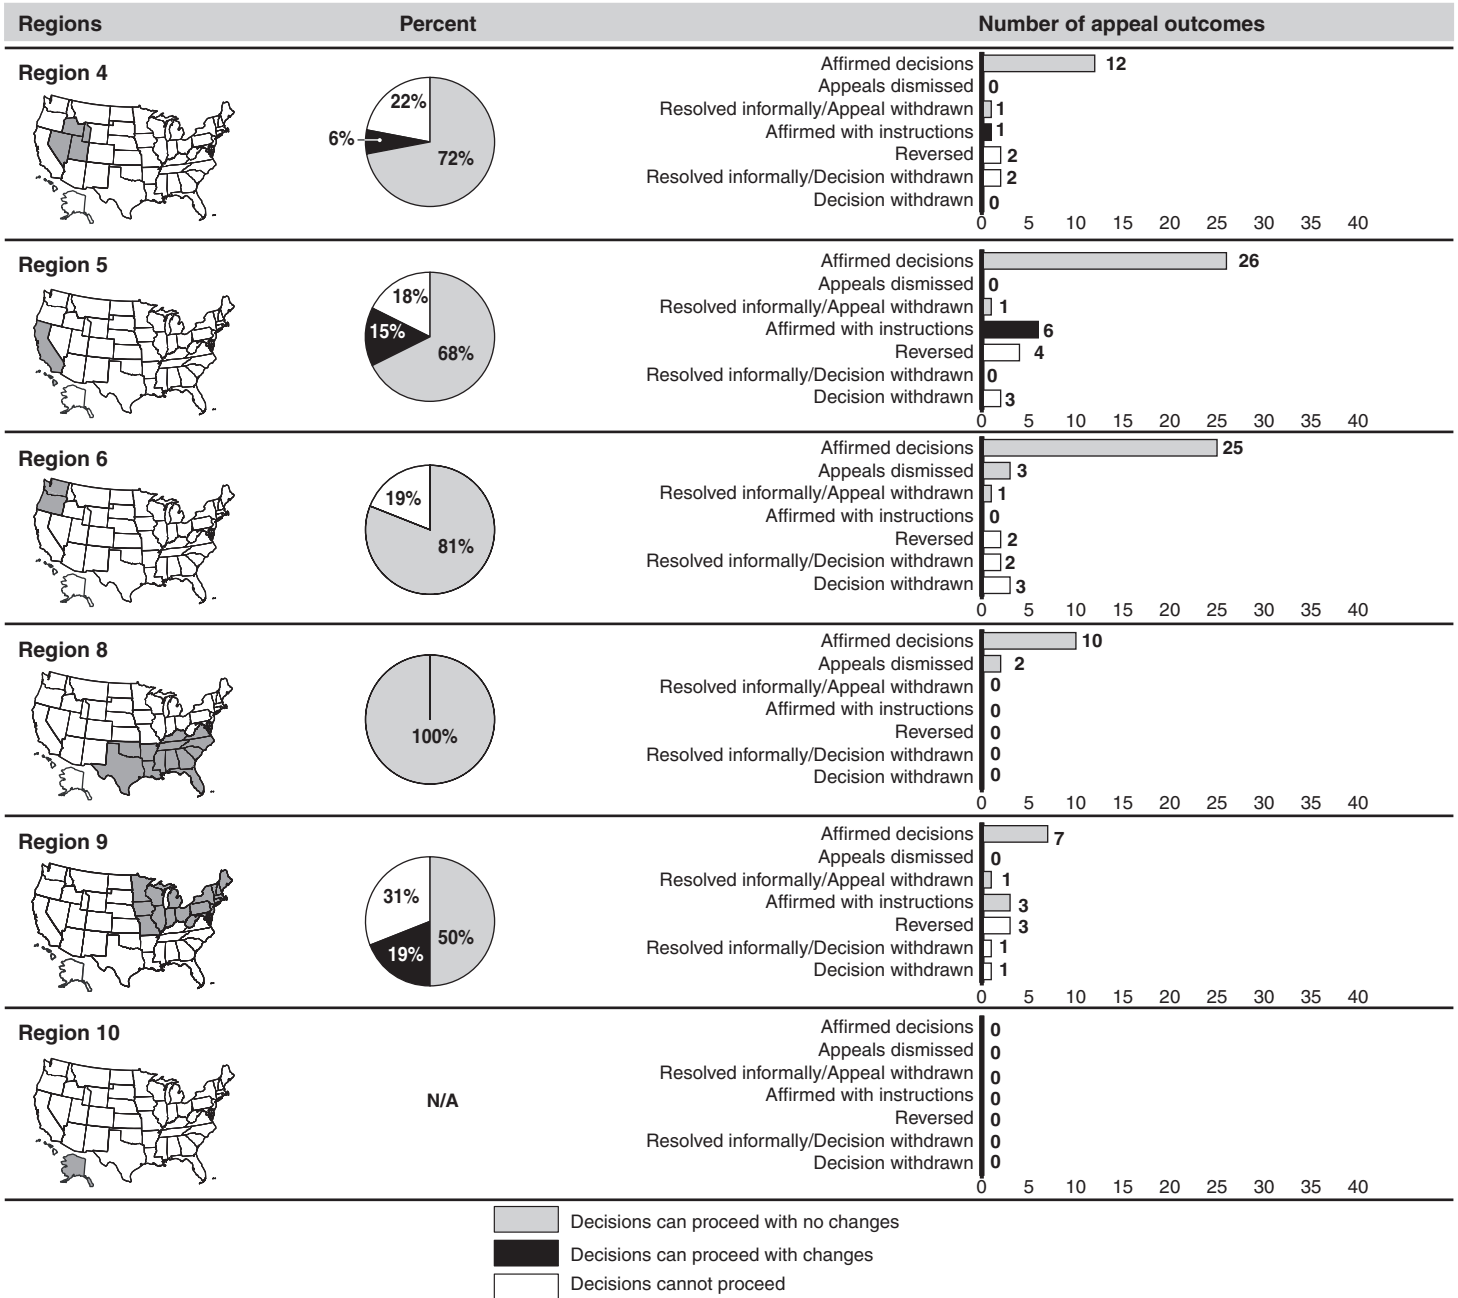 Regions Percent Number of appeal outcomes
Region 4
22%
6%
72%
Affirmed decisions 12
Appeals dismissed 0
Resolved informally/Appeal withdrawn 1
Affirmed with instructions 1
Reversed 2
Resolved informally/Decision withdrawn 2
Decision withdrawn 0
0 5 10 15 20 25 30 35 40
Region 5
18%
15%
68%
Affirmed decisions 26
Appeals dismissed 0
Resolved informally/Appeal withdrawn 1
Affirmed with instructions 6
Reversed 4
Resolved informally/Decision withdrawn 0
Decision withdrawn 3
0 5 10 15 20 25 30 35 40
Region 6
19%
81%
Affirmed decisions 25
Appeals dismissed 3
Resolved informally/Appeal withdrawn 1
Affirmed with instructions 0
Reversed 2
Resolved informally/Decision withdrawn 2
Decision withdrawn 3
0 5 10 15 20 25 30 35 40
Region 8
100%
Affirmed decisions 10
Appeals dismissed 2
Resolved informally/Appeal withdrawn 0
Affirmed with instructions 0
Reversed 0
Resolved informally/Decision withdrawn 0
Decision withdrawn 0
0 5 10 15 20 25 30 35 40
Region 9
31%
19%
50%
Affirmed decisions 7
Appeals dismissed 0
Resolved informally/Appeal withdrawn 1
Affirmed with instructions 3
Reversed 3
Resolved informally/Decision withdrawn 1
Decision withdrawn 1
0 5 10 15 20 25 30 35 40
Region 10
N/A
Affirmed decisions 0
Appeals dismissed 0
Resolved informally/Appeal withdrawn 0
Affirmed with instructions 0
Reversed 0
Resolved informally/Decision withdrawn 0
Decision withdrawn 0
0 5 10 15 20 25 30 35 40
Decisions can proceed with no changes
Decisions can proceed with changes
Decisions cannot proceed